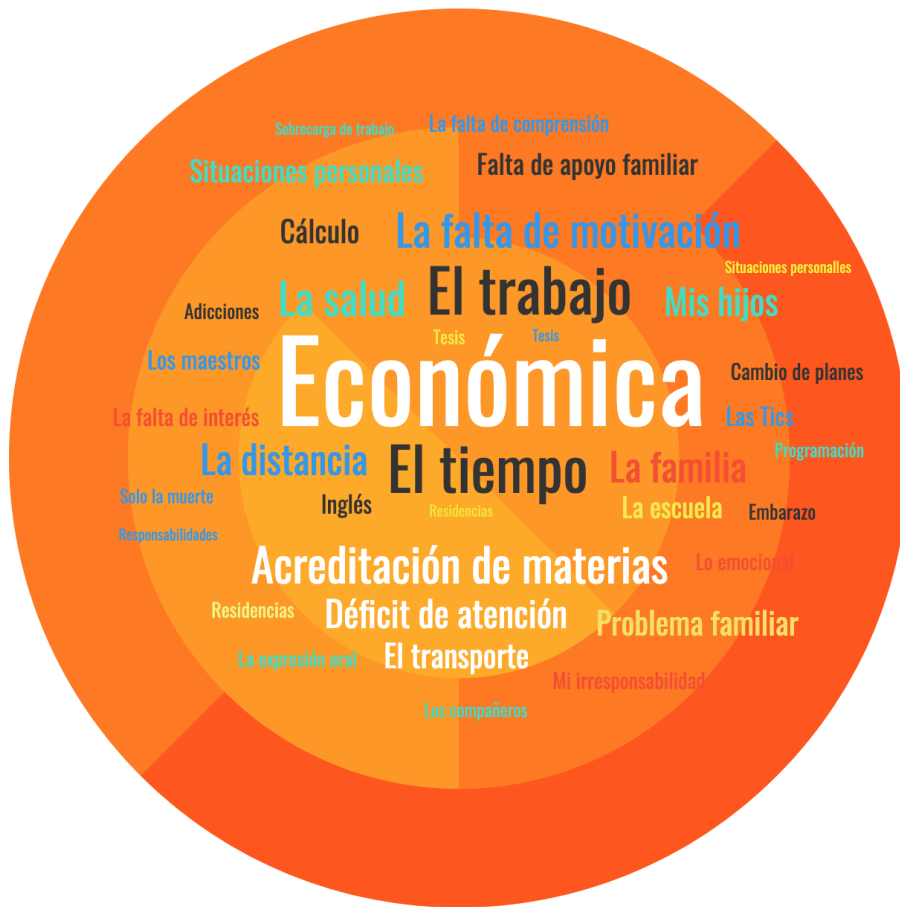 La falta de comprensión
Sobrecarga de trabajo
Falta de apoyo familiar
Situaciones personales
Cálculo
La falta de motivación
Situaciones personalles
La salud
El trabajo
Mis hijos
Adicciones
Tesis
Tesis
Los maestros
Económica
Cambio de planes
La falta de interés
Las Tics
Programación
La distancia
El tiempo
La familia
Solo la muerte
Inglés
Residencias
La escuela
Embarazo
Responsabilidades
Acreditación de materias
Lo emocional
Residencias
Déficit de atención
Problema familiar
La expresión oral
El transporte
Mi irresponsabilidad
Los compañeros